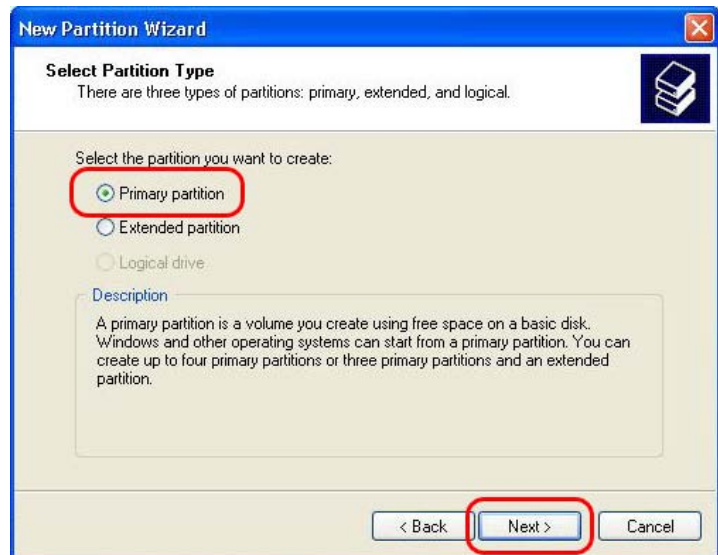 New Partition Wizard
Select Partition Type
There are three types of partitions: primary, extended, and logical.
Select the partition you want to create:
Primary partition
Extended partition
Logical drive
Description
A primary partition is a volume you create using free space on a basic disk.
Windows and other operating systems can start from a primary partition. You can
create up to four primary partitions or three primary partitions and an extended
partition.
< Back
Next >
Cancel